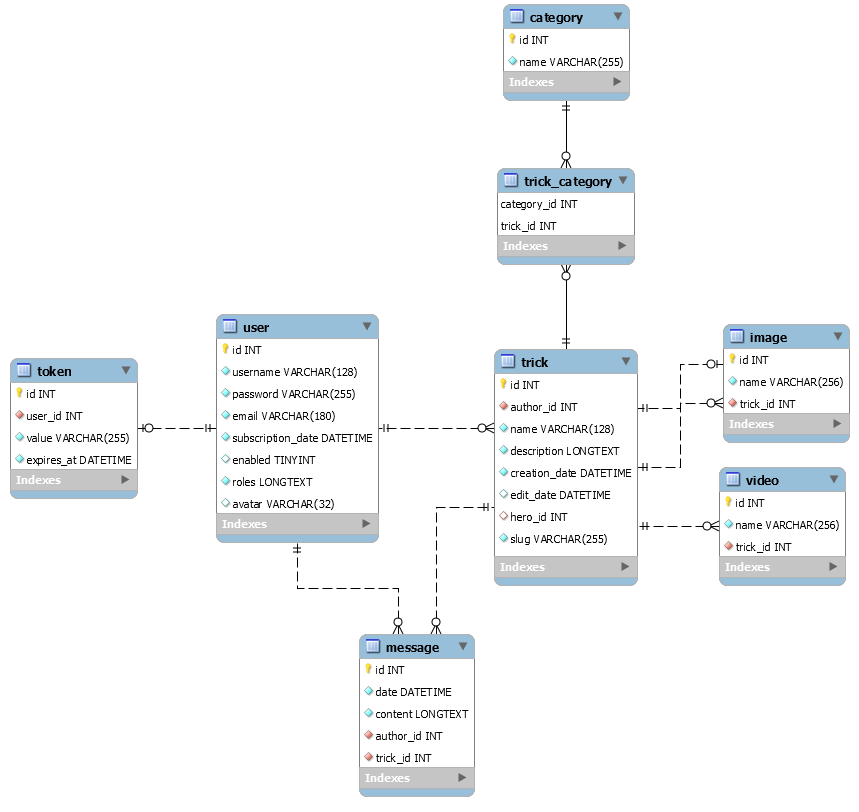 category
id INT
name VARCHAR(255)
Indexes
trick_category
category_id INT
trick_id INT
Indexes
user
id INT
username VARCHAR(128)
password VARCHAR(255)
email VARCHAR(180)
subscription_date DATETIME
enabled TINYINT
roles LONGTEXT
avatar VARCHAR(32)
Indexes
token
id INT
user_id INT
value VARCHAR(255)
expires_at DATETIME
Indexes
trick
id INT
author_id INT
name VARCHAR(128)
description LONGTEXT
creation_date DATETIME
edit_date DATETIME
hero_id INT
slug VARCHAR(255)
Indexes
image
id INT
name VARCHAR(256)
trick_id INT
Indexes
video
id INT
name VARCHAR(256)
trick_id INT
Indexes
message
id INT
date DATETIME
content LONGTEXT
author_id INT
trick_id INT
Indexes